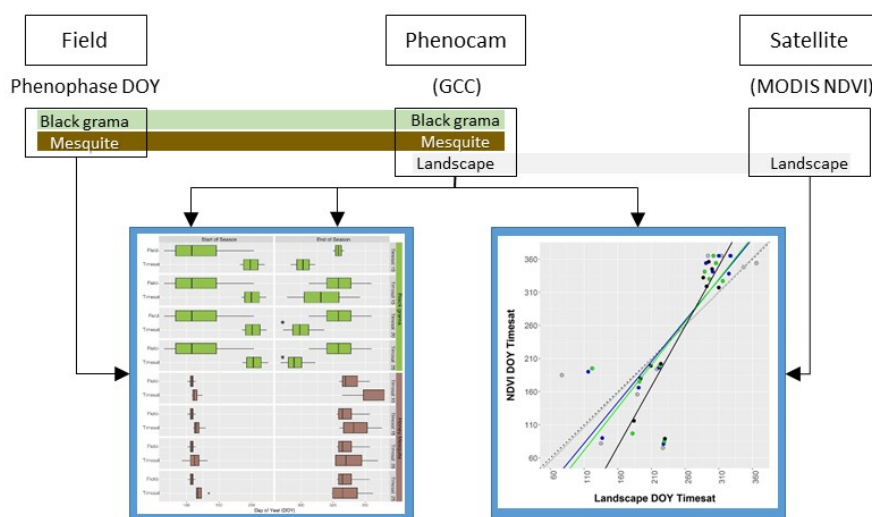 Field
Phenocam
Satellite
Phenophase DOY
(GCC)
(MODIS NDVI)
Black grama
Black grama
Mesquite
Mesquite
Landscape
Landscape
Start of Season
End of Season
Field
Timesat
Field
Timesat
Field
Timesat
Field
Timesat
Field
Timesat
Field
Timesat
Field
Timesat
Field
Timesat
Black grama
Honey Mesquite
Day of Year (DOY)
NDVI DOY Timesat
360
310
260
210
160
110
60
60
110
160
210
260
310
360
Landscape DOY Timesat